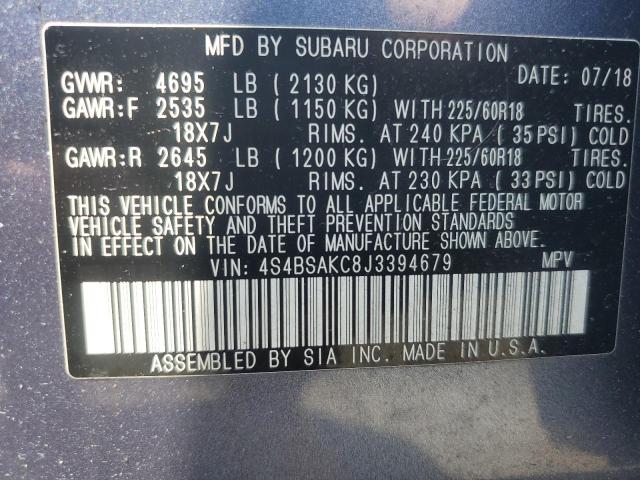 MFD BY SUBARU CORPORATION
GVWR: 4695 LB ( 2130 KG) DATE: 07/18
GAWR:F 2535 LB ( 1150 KG) WITH 225/60R18 TIRES.
18X7J RIMS. AT 240 KPA ( 35 PSI) COLD
GAWR:R 2645 LB ( 1200 KG) WITH 225/60R18 TIRES.
18X7J RIMS. AT 230 KPA ( 33 PSI) COLD
THIS VEHICLE CONFORMS TO ALL APPLICABLE FEDERAL MOTOR
VEHICLE SAFETY AND THEFT PREVENTION STANDARDS
IN EFFECT ON THE DATE OF MANUFACTURE SHOWN ABOVE.
VIN: 4S4BSAKC8J3394679 MPV
ASSEMBLED BY SIA INC. MADE IN U.S.A.